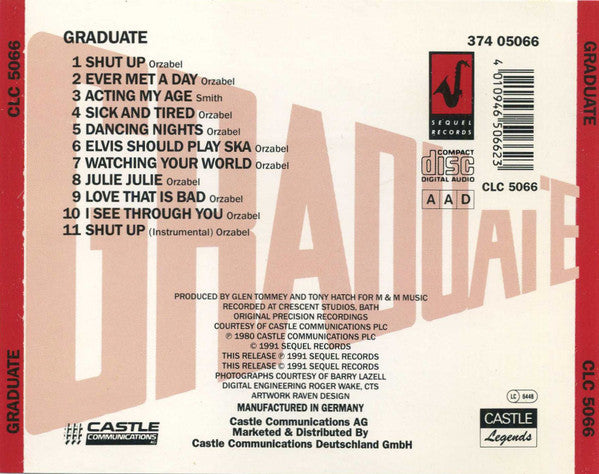 CLC 5066
GRADUATE
GRADUATE
GRADUATE
1 SHUT UP Orzabel
2 EVER MET A DAY Orzabel
3 ACTING MY AGE Smith
4 SICK AND TIRED Orzabel
5 DANCING NIGHTS Orzabel
6 ELVIS SHOULD PLAY SKA Orzabel
7 WATCHING YOUR WORLD Orzabel
8 JULIE JULIE Orzabel
9 LOVE THAT IS BAD Orzabel
10 I SEE THROUGH YOU Orzabel
11 SHUT UP (Instrumental) Orzabel
374 05066
SEQUEL
RECORDS
COMPACT
disc
DIGITAL AUDIO
AAD
4 010946 506623
CLC 5066
PRODUCED BY GLEN TOMMEY AND TONY HATCH FOR M & M MUSIC
RECORDED AT CRESCENT STUDIOS, BATH
ORIGINAL PRECISION RECORDINGS
COURTESY OF CASTLE COMMUNICATIONS PLC
℗ 1980 CASTLE COMMUNICATIONS PLC
© 1991 SEQUEL RECORDS
THIS RELEASE ℗ 1991 SEQUEL RECORDS
THIS RELEASE © 1991 SEQUEL RECORDS
PHOTOGRAPHS COURTESY OF BARRY LAZELL
DIGITAL ENGINEERING ROGER WAKE, CTS
ARTWORK RAVEN DESIGN
MANUFACTURED IN GERMANY
Castle Communications AG
Marketed & Distributed By
Castle Communications Deutschland GmbH
CASTLE
COMMUNICATIONS
LC 8448
CASTLE
Legends
GRADUATE
CLC 5066